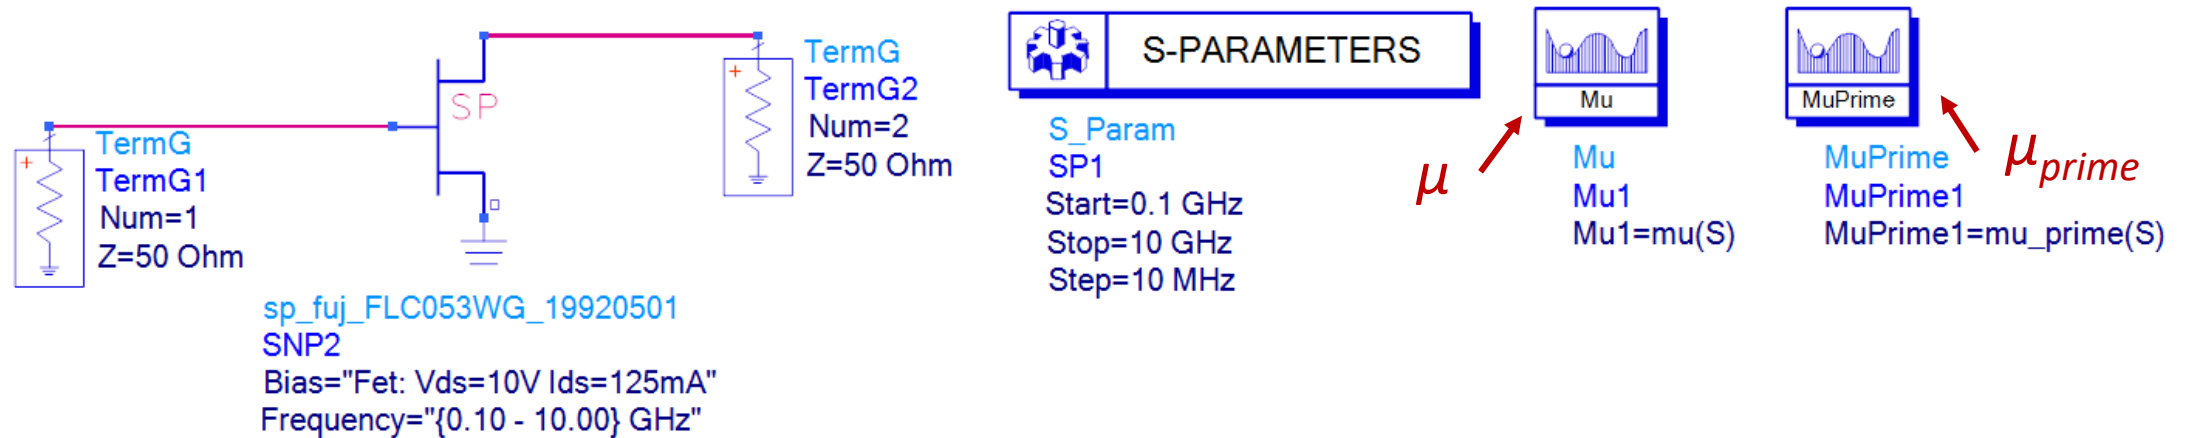 TermG
TermG1
Num=1
Z=50 Ohm
+
SP
sp_fuj_FLC053WG_19920501
SNP2
Bias="Fet: Vds=10V Ids=125mA"
Frequency="{0.10 - 10.00} GHz"
+
TermG
TermG2
Num=2
Z=50 Ohm
S-PARAMETERS
S_Param
SP1
Start=0.1 GHz
Stop=10 GHz
Step=10 MHz
μ
Mu
Mu
Mu1
Mu1=mu(S)
MuPrime
MuPrime
MuPrime1
MuPrime1=mu_prime(S)
μprime